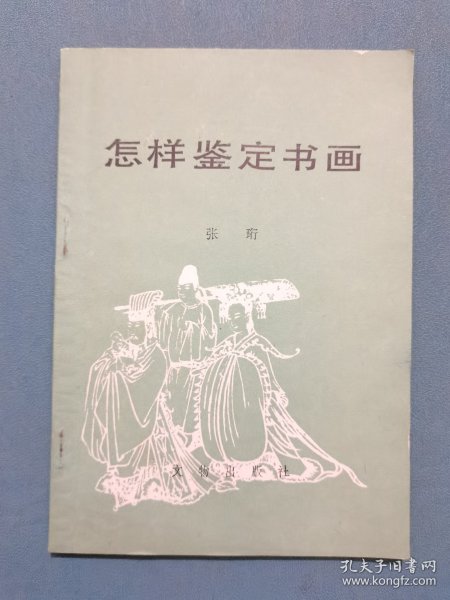 怎样鉴定书画
张 珩
文物出版社
孔夫子旧书网
www.kongfz.com